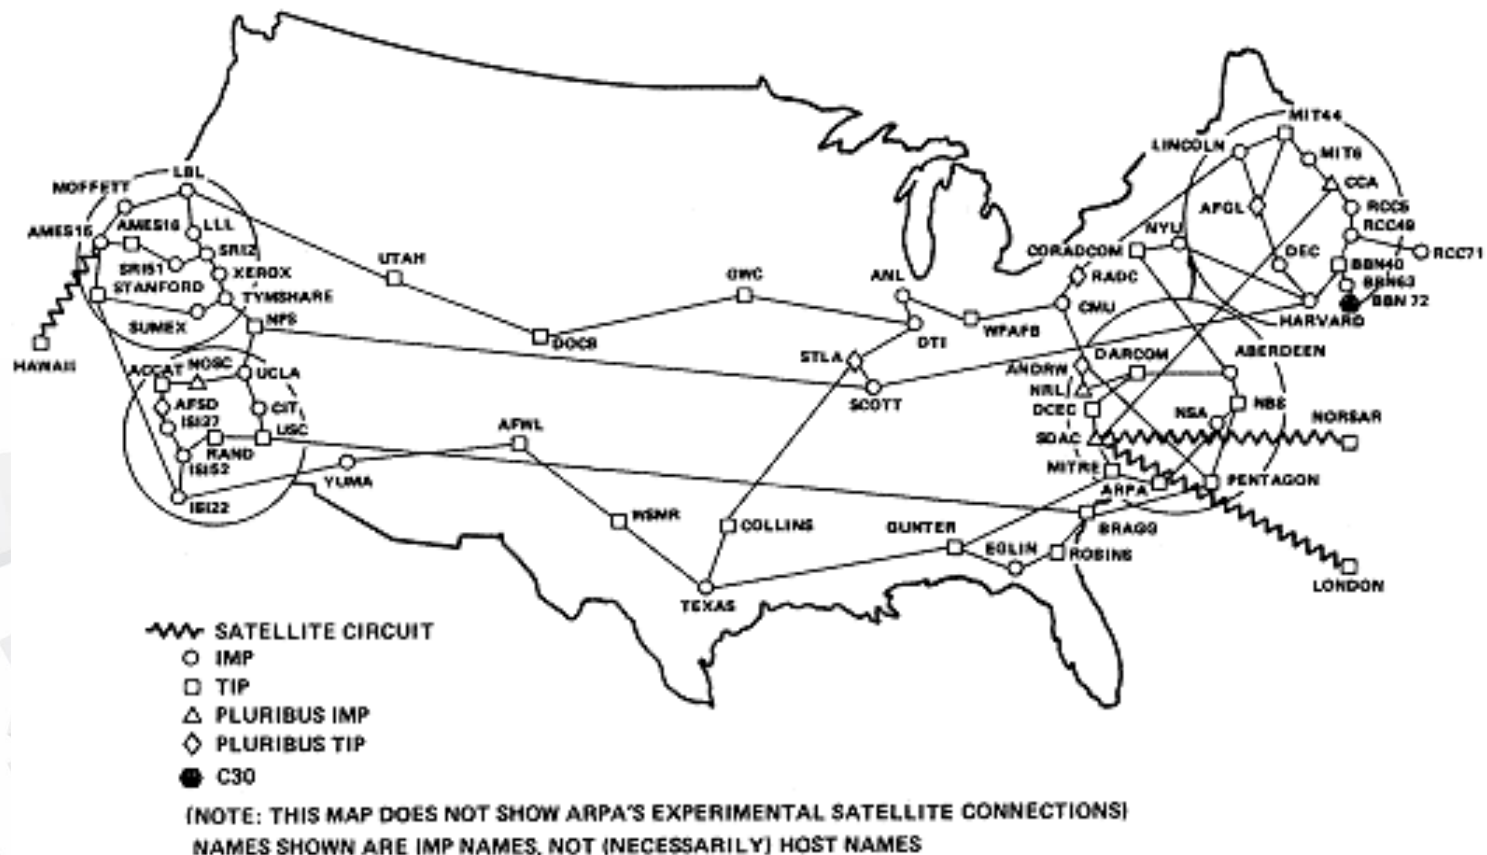 MIT44
LINCOLN
MIT6
LBL
CCA
MOFFETT
AFGL
RCC5
AMES15
AMES16
LLL
NYU
RCC49
SRI2
CORADCOM
DEC
RCC71
SRI51
XEROX
UTAH
GWC
ANL
RADC
BBN40
STANFORD
TYMSHARE
BBN63
BBN72
SUMEX
NPS
WPAFB
CMU
HARVARD
HAWAII
DOCB
DTI
ACCAT
NOSC
UCLA
STLA
ANDRW
DARCOM
ABERDEEN
NRL
AFSD
CIT
SCOTT
DCEC
NSA
NBS
NORSAR
ISI27
USC
AFWL
SDAC
RAND
ISI52
YUMA
MITRE
ARPA
PENTAGON
ISI22
WSMR
COLLINS
GUNTER
BRAGG
EGLIN
ROBINS
LONDON
TEXAS
SATELLITE CIRCUIT
IMP
TIP
PLURIBUS IMP
PLURIBUS TIP
C30
(NOTE: THIS MAP DOES NOT SHOW ARPA'S EXPERIMENTAL SATELLITE CONNECTIONS)
NAMES SHOWN ARE IMP NAMES, NOT (NECESSARILY) HOST NAMES